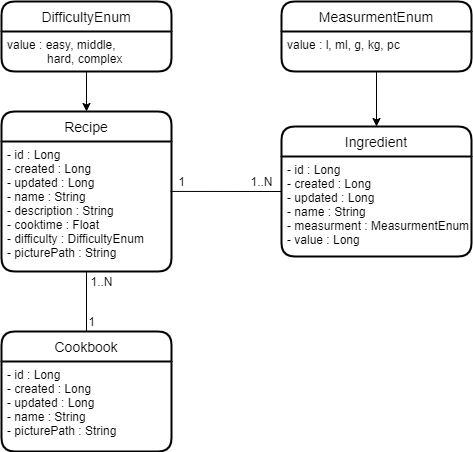 DifficultyEnum
value : easy, middle,
hard, complex
MeasurmentEnum
value : l, ml, g, kg, pc
Recipe
- id : Long
- created : Long
- updated : Long
- name : String
- description : String
- cooktime : Float
- difficulty : DifficultyEnum
- picturePath : String
1
1..N
Ingredient
- id : Long
- created : Long
- updated : Long
- name : String
- measurment : MeasurmentEnum
- value : Long
1..N
1
Cookbook
- id : Long
- created : Long
- updated : Long
- name : String
- picturePath : String